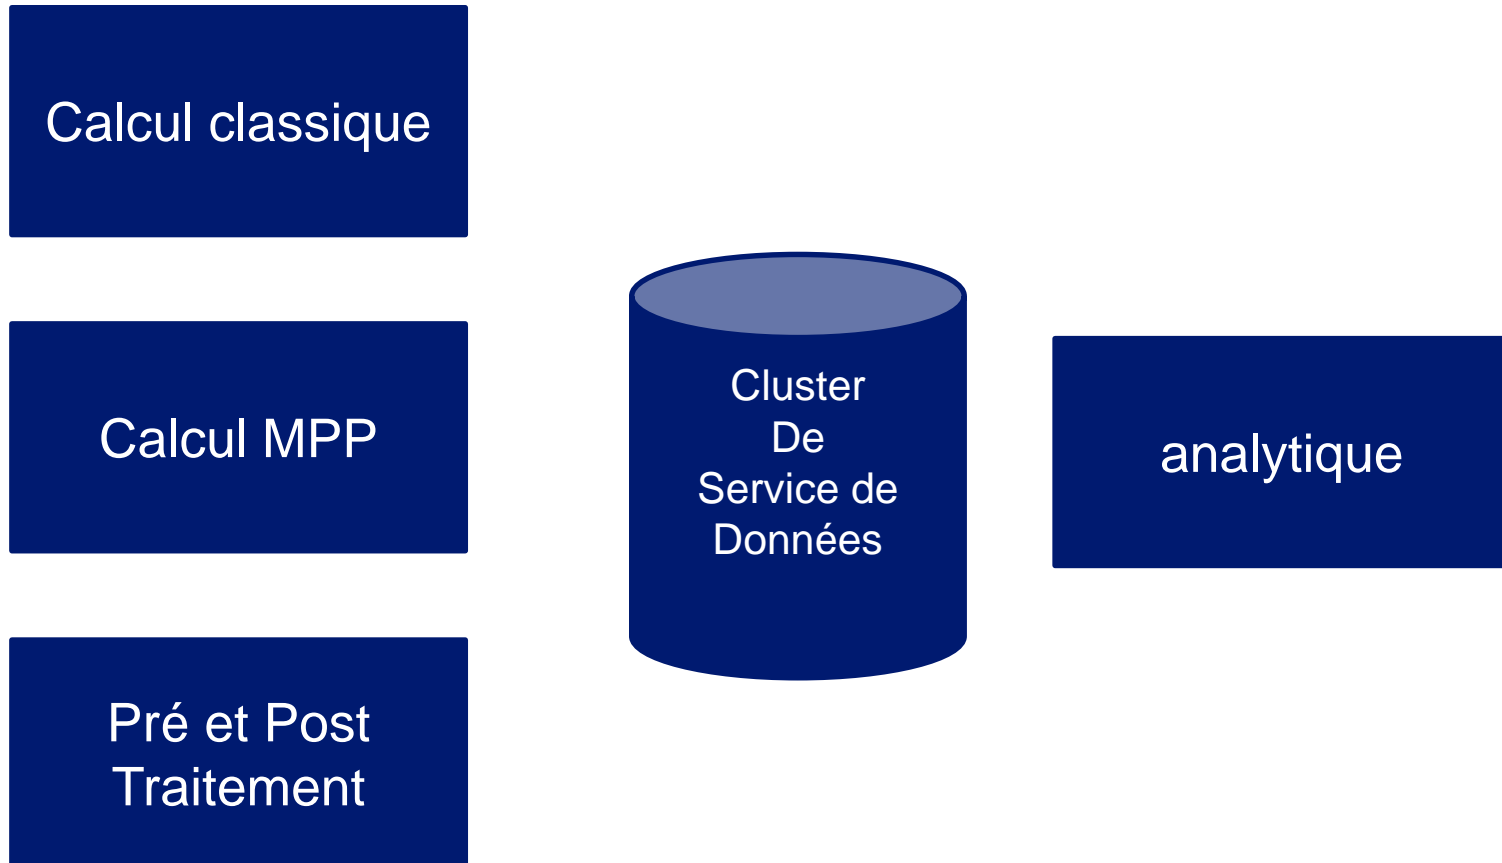 Calcul classique
Calcul MPP
Pré et Post
Traitement
Cluster
De
Service de
Données
analytique